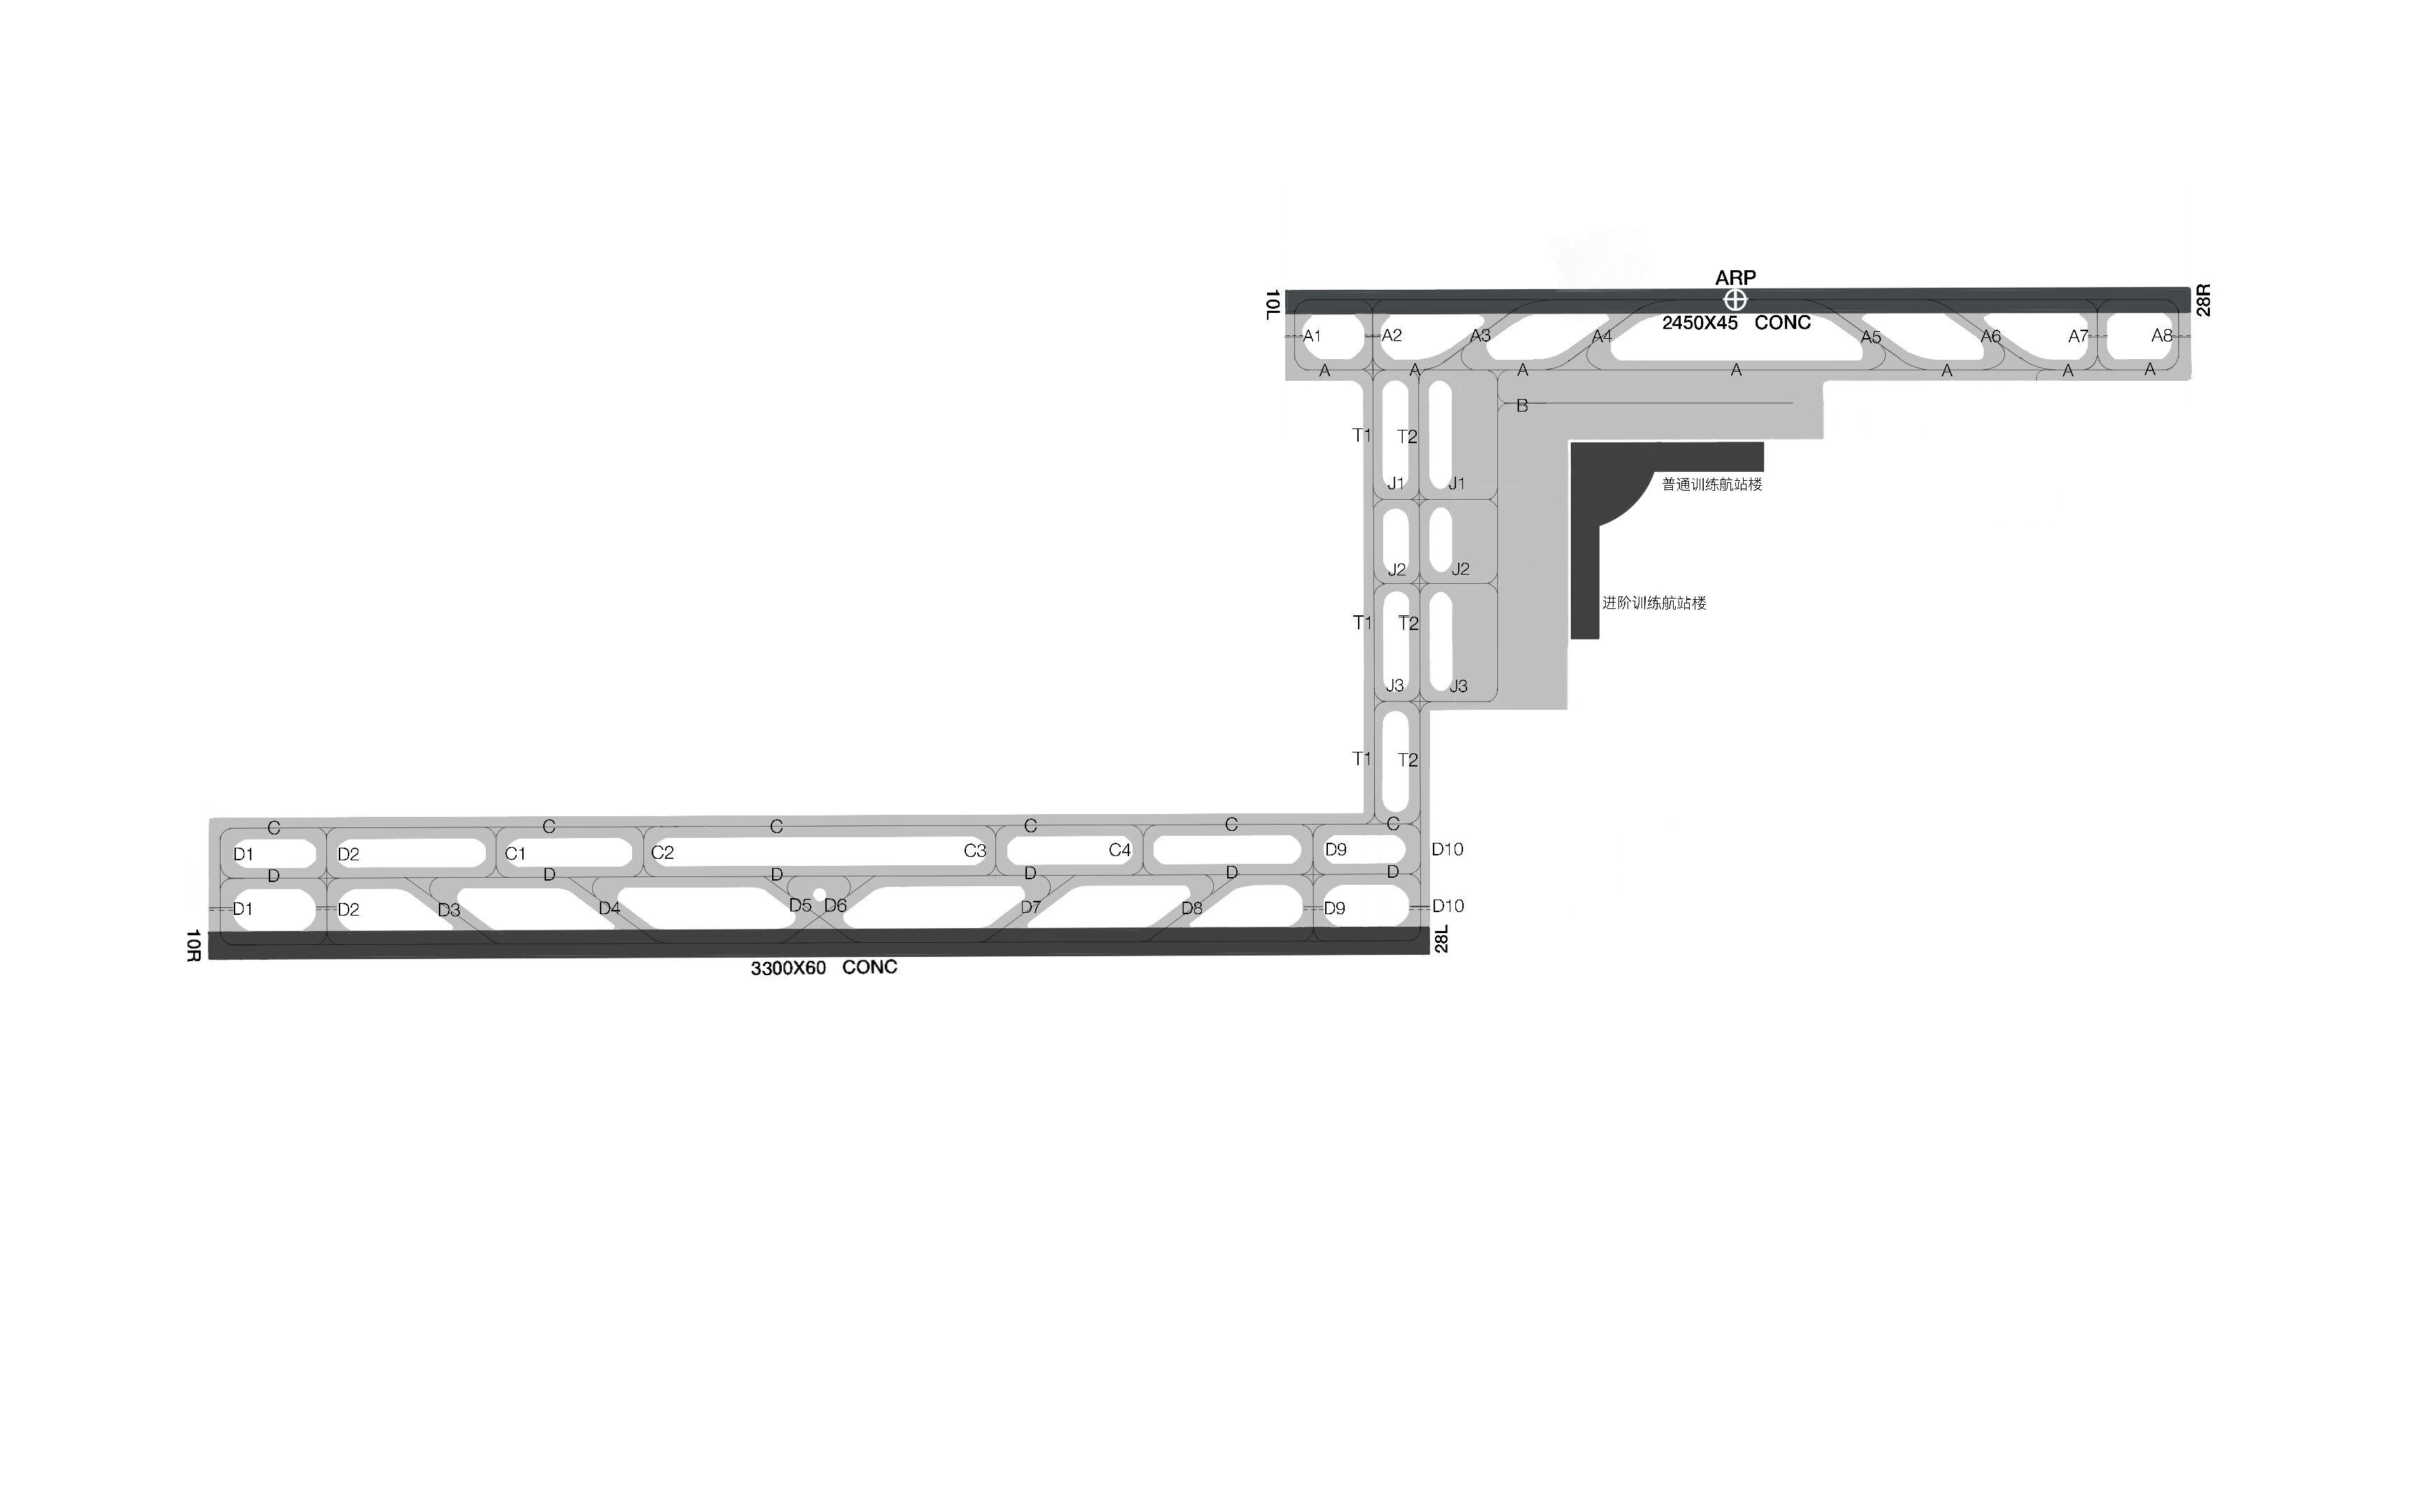 ARP
10L
28R
2450X45 CONC
A1 A2 A3 A4 A5 A6 A7 A8
A A A A A A A
B
T1 T2
J1 J1
J2 J2
T1 T2
J3 J3
T1 T2
普通训练航站楼
进阶训练航站楼
C C C C C C
D1 D2 C1 C2 C3 C4 D9 D10
D D D D D D
D1 D2 D3 D4 D5 D6 D7 D8 D9 D10
10R
28L
3300X60 CONC